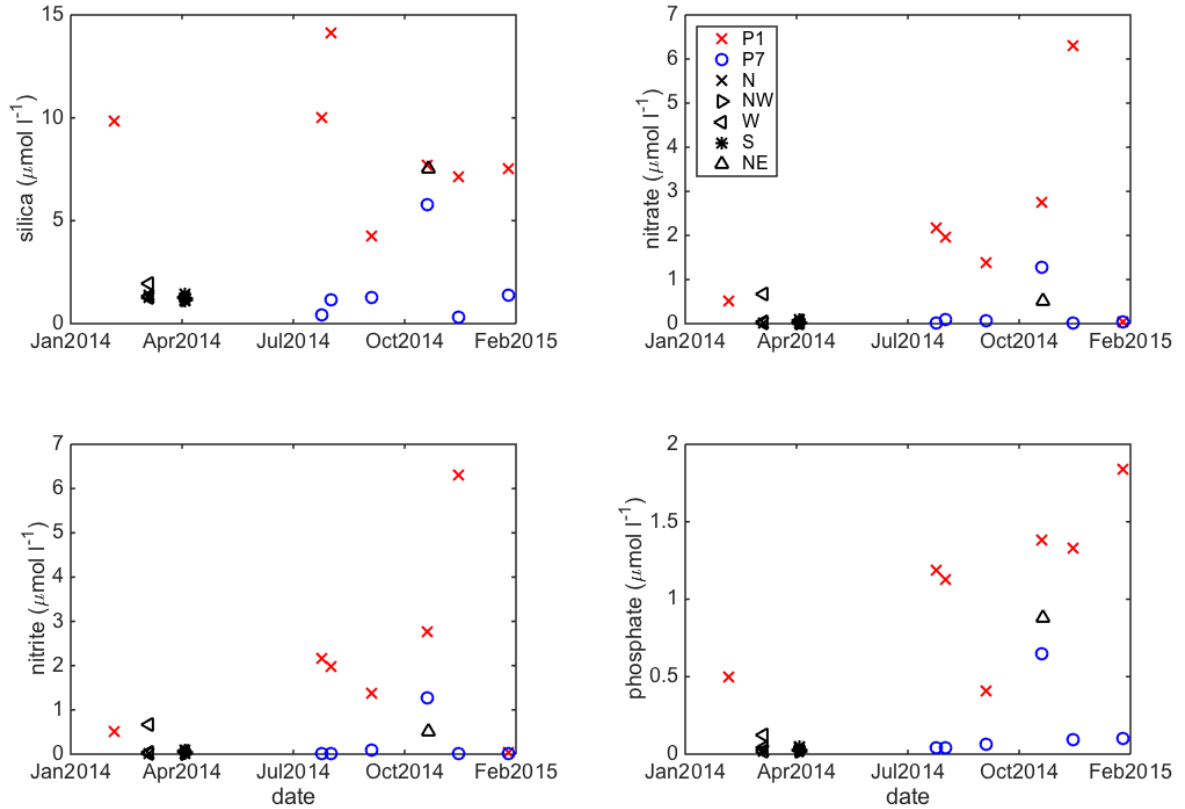 15
10
5
0
silica (μmol l⁻¹)
Jan2014 Apr2014 Jul2014 Oct2014 Feb2015
7
6
5
4
3
2
1
0
nitrate (μmol l⁻¹)
P1
P7
N
NW
W
S
NE
Jan2014 Apr2014 Jul2014 Oct2014 Feb2015
7
6
5
4
3
2
1
0
nitrite (μmol l⁻¹)
Jan2014 Apr2014 Jul2014 Oct2014 Feb2015
date
2
1.5
1
0.5
0
phosphate (μmol l⁻¹)
Jan2014 Apr2014 Jul2014 Oct2014 Feb2015
date